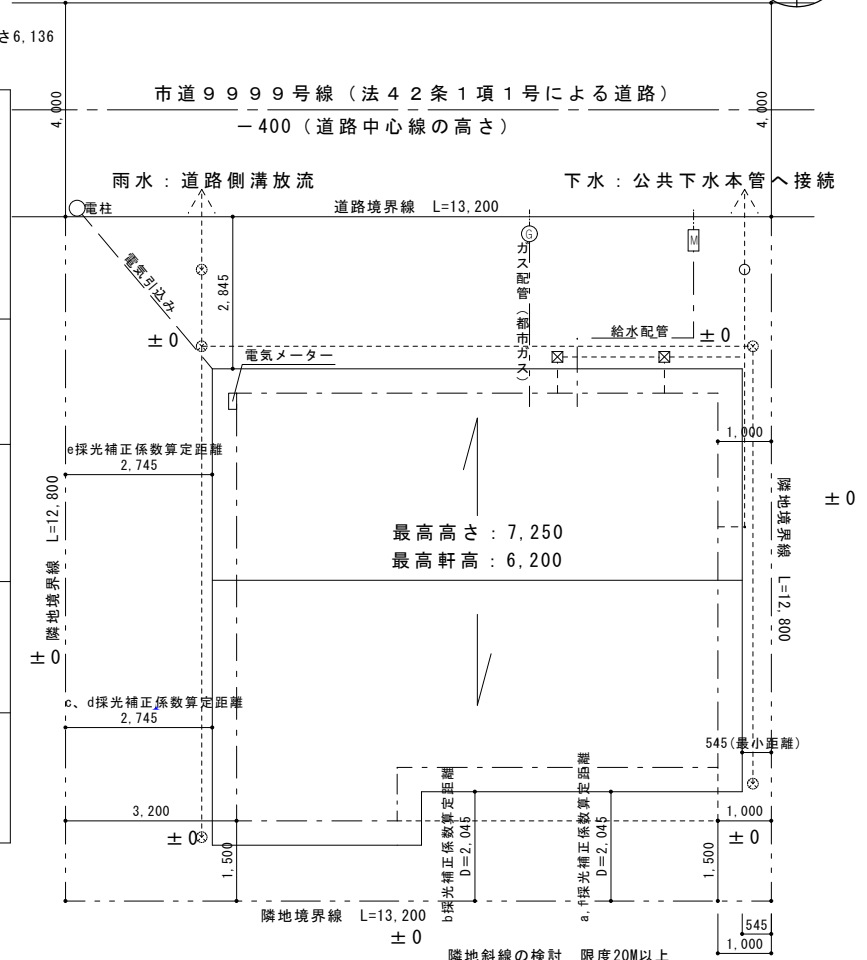 さ6,136
市道９９９９号線（法４２条１項１号による道路）
4,000
4,000
－400（道路中心線の高さ）
雨水：道路側溝放流
下水：公共下水本管へ接続
電柱
道路境界線 L=13,200
G
M
電気引込み
2,845
ガス配管（都市ガス）
給水配管
±0
±0
電気メーター
1,000
e採光補正係数算定距離
2,745
隣地境界線 L=12,800
隣地境界線 L=12,800
±0
最高高さ：7,250
最高軒高：6,200
±0
c、d採光補正係数算定距離
2,745
545(最小距離)
3,200
±0
1,500
b採光補正係数算定距離
D=2,045
a,f採光補正係数算定距離
D=2,045
1,500
1,000
±0
隣地境界線 L=13,200
±0
545
1,000
隣地斜線の検討 限度20M以上